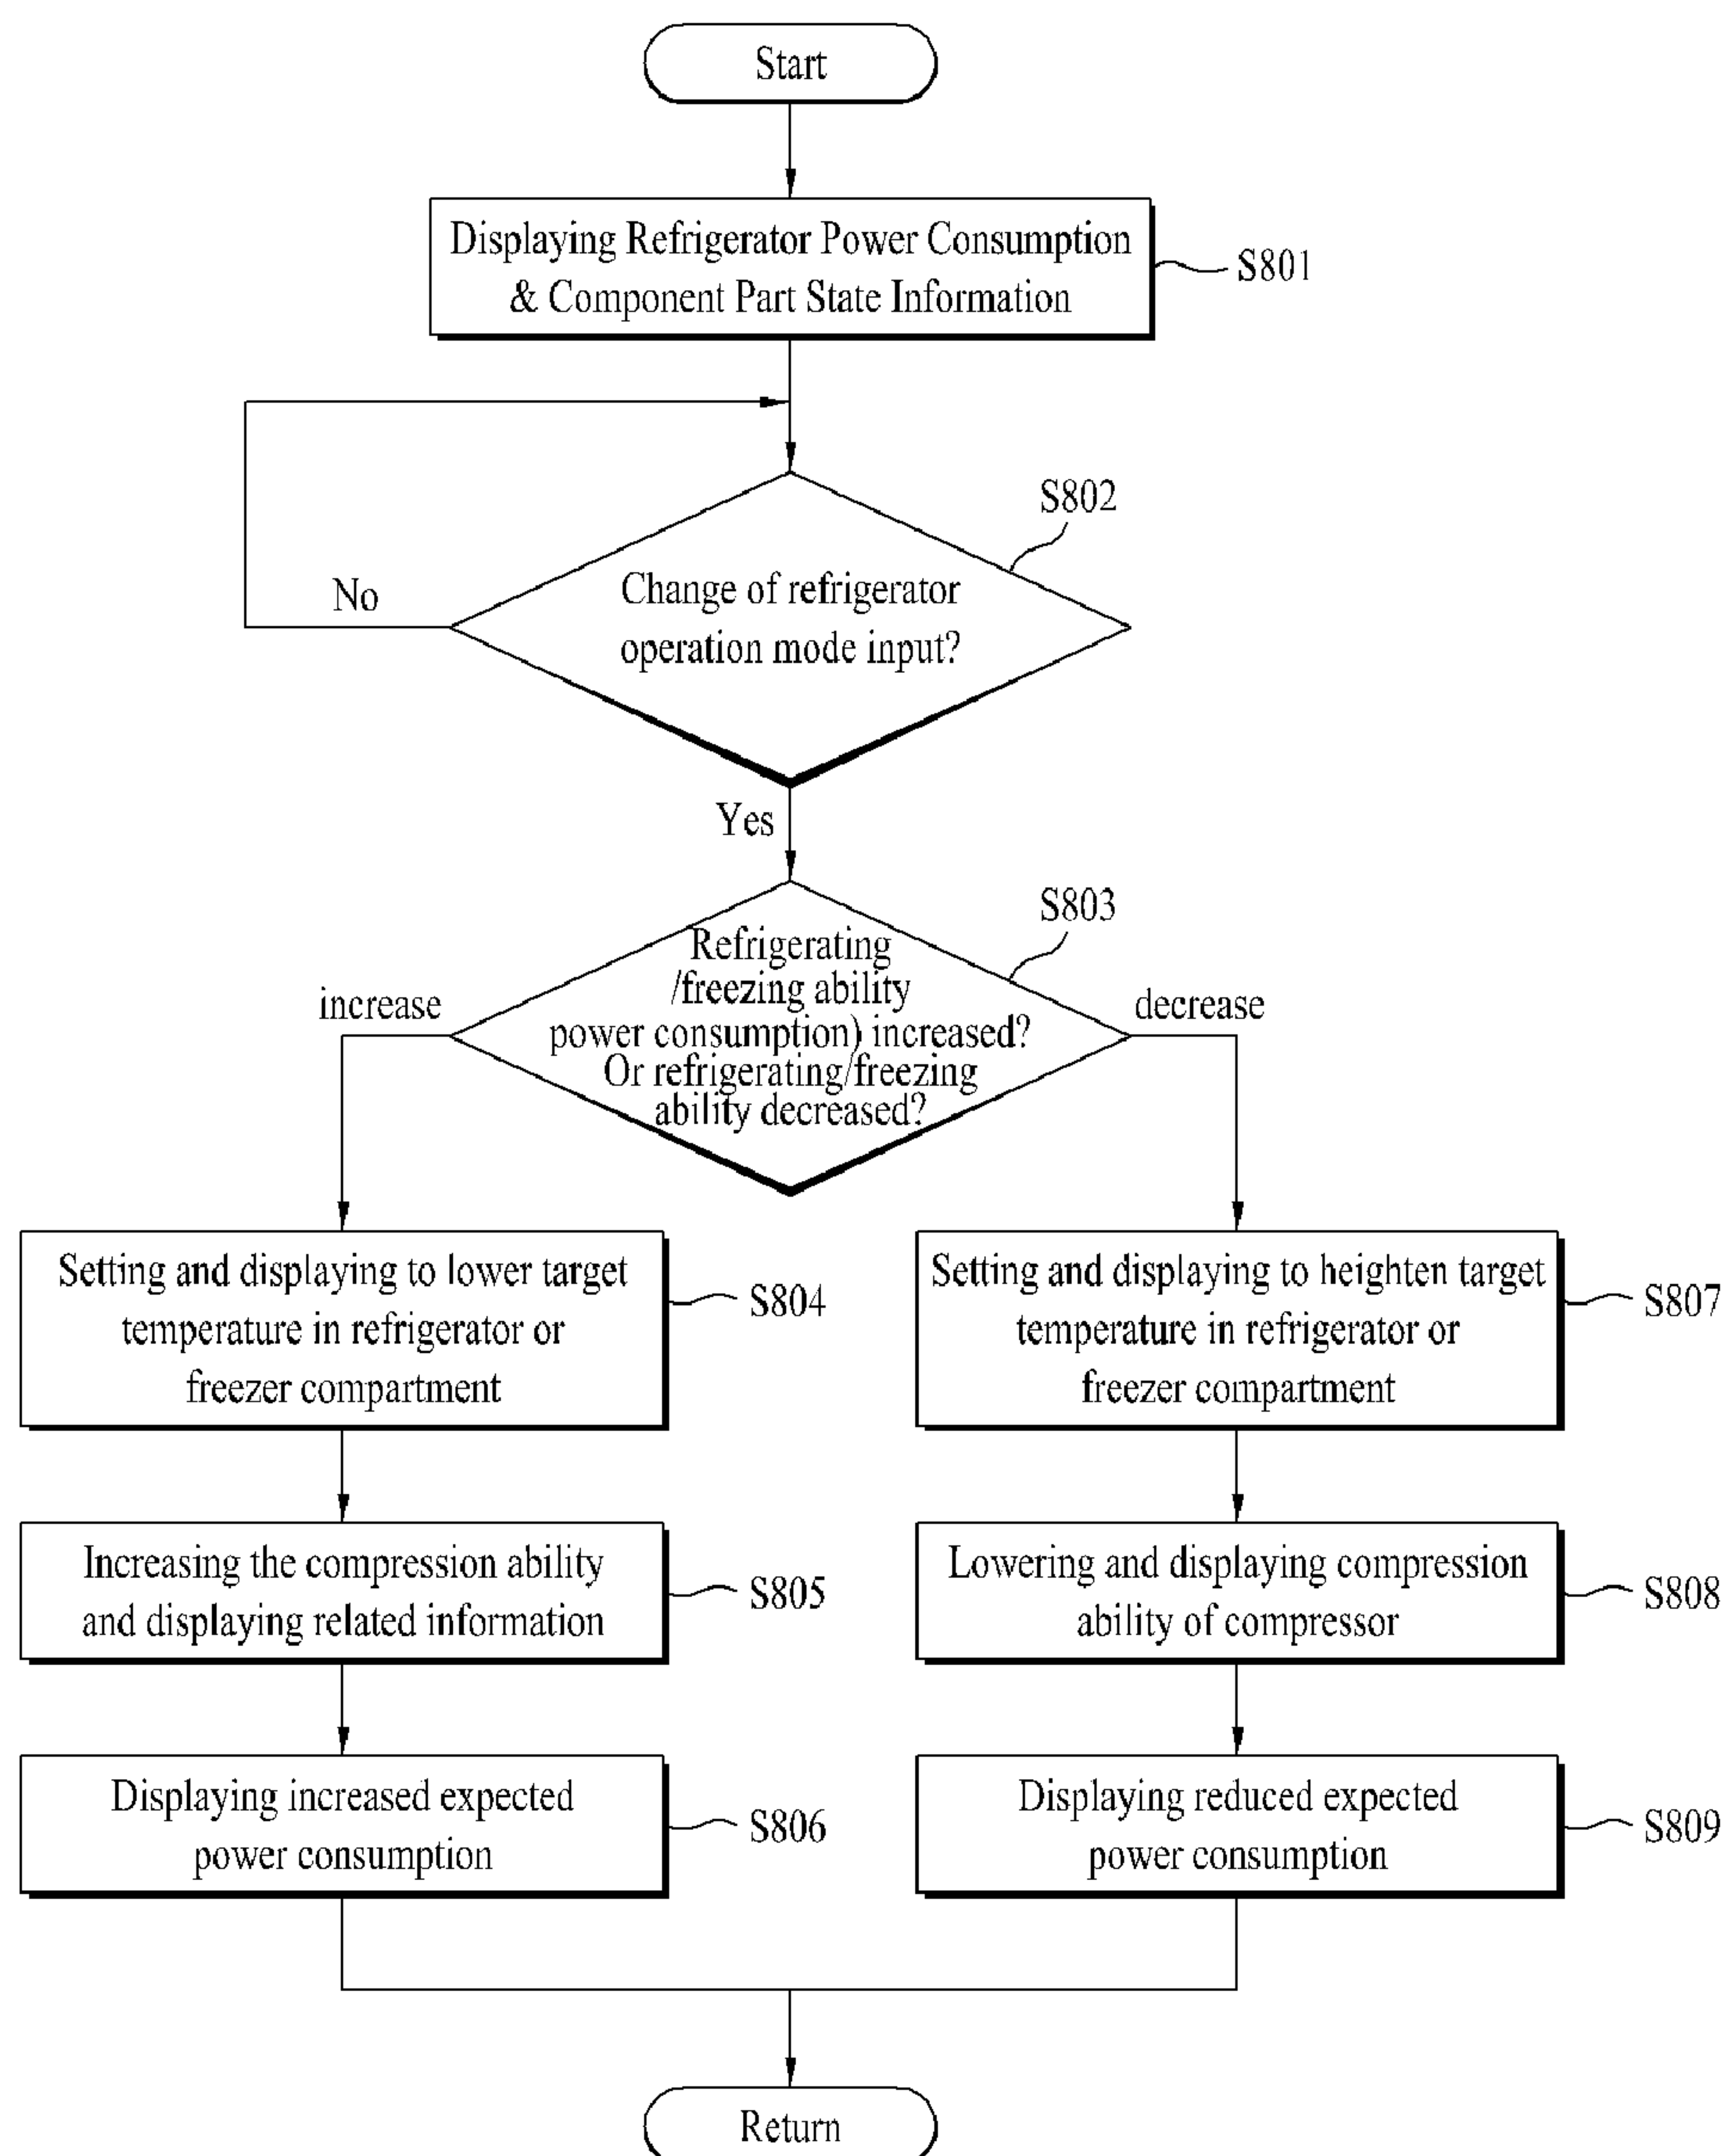 Start
Displaying Refrigerator Power Consumption
& Component Part State Information
S801
S802
Change of refrigerator
operation mode input?
No
Yes
S803
Refrigerating
/freezing ability
power consumption) increased?
Or refrigerating/freezing
ability decreased?
increase
decrease
Setting and displaying to lower target
temperature in refrigerator or
freezer compartment
S804
Setting and displaying to heighten target
temperature in refrigerator or
freezer compartment
S807
Increasing the compression ability
and displaying related information
S805
Lowering and displaying compression
ability of compressor
S808
Displaying increased expected
power consumption
S806
Displaying reduced expected
power consumption
S809
Return